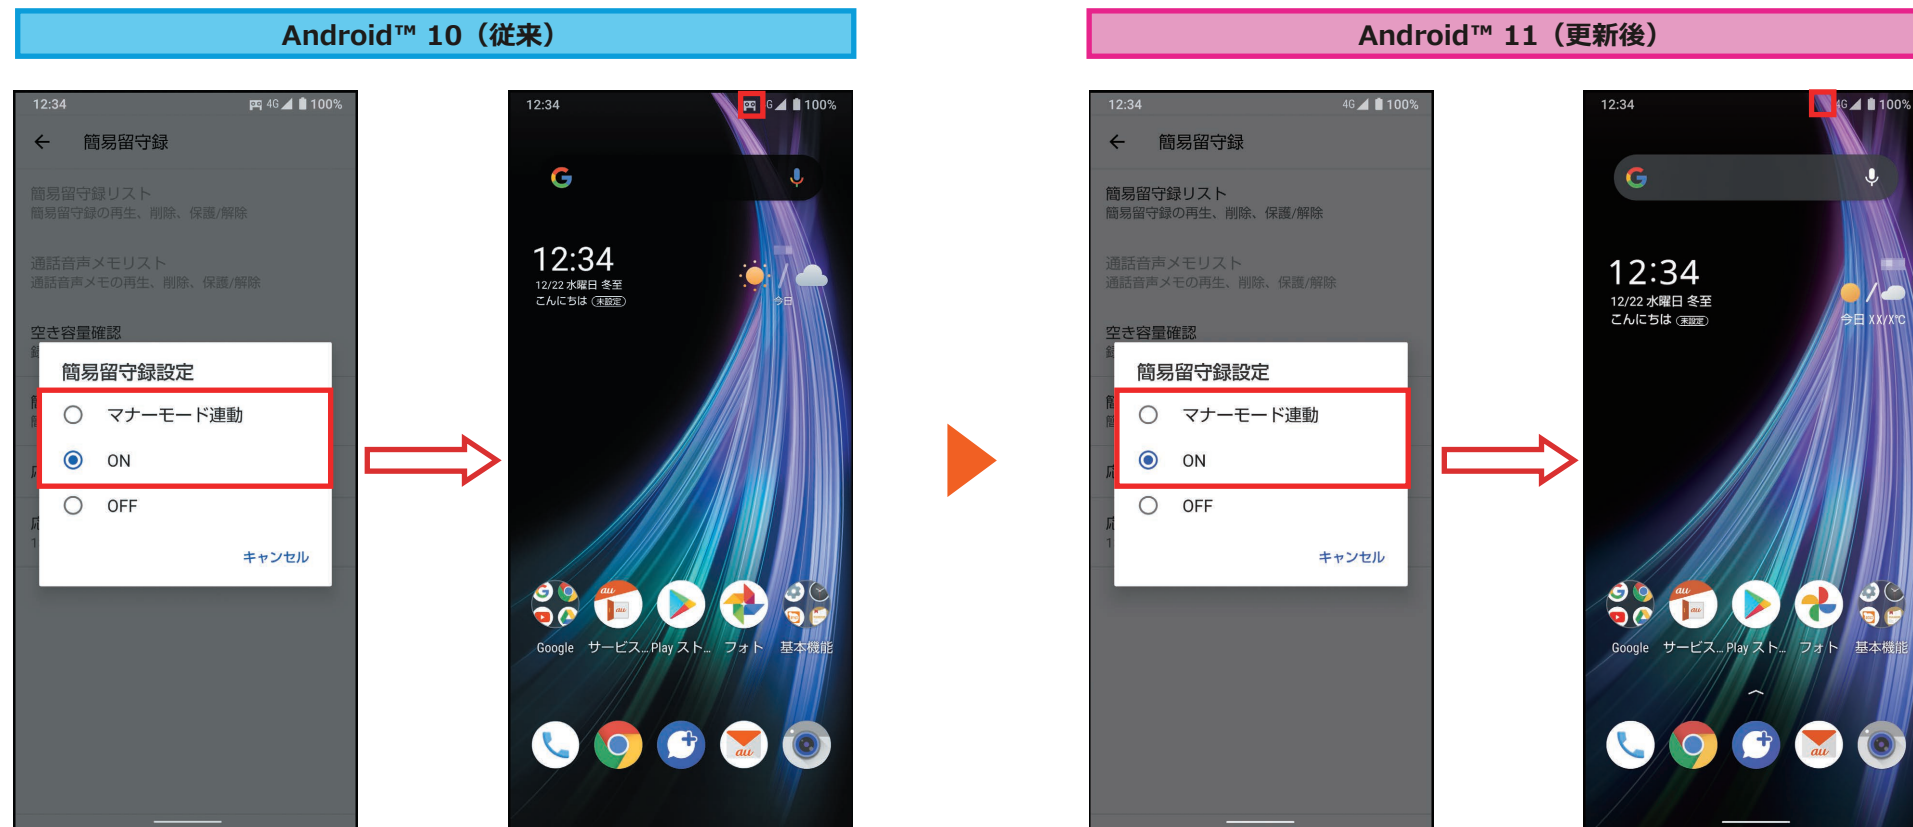 Android™ 10（従来）
12:34
4G 100%
簡易留守録
簡易留守録リスト
簡易留守録の再生、削除、保護/解除
通話音声メモリスト
通話音声メモの再生、削除、保護/解除
空き容量確認
簡易留守録設定
マナーモード連動
ON
OFF
キャンセル
12:34
G 100%
12:34
12/22 水曜日 冬至
こんにちは 未設定
今日
au
au
Google サービス... Play スト... フォト 基本機能
au
Android™ 11（更新後）
12:34
4G 100%
簡易留守録
簡易留守録リスト
簡易留守録の再生、削除、保護/解除
通話音声メモリスト
通話音声メモの再生、削除、保護/解除
空き容量確認
簡易留守録設定
マナーモード連動
ON
OFF
キャンセル
12:34
4G 100%
12:34
12/22 水曜日 冬至
こんにちは 未設定
今日 XX/X℃
au
au
Google サービス... Play スト... フォト 基本機能
au